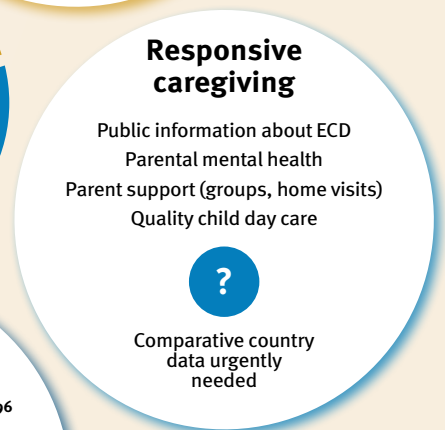 Responsive
caregiving
Public information about ECD
Parental mental health
Parent support (groups, home visits)
Quality child day care
?
Comparative country
data urgently
needed
96